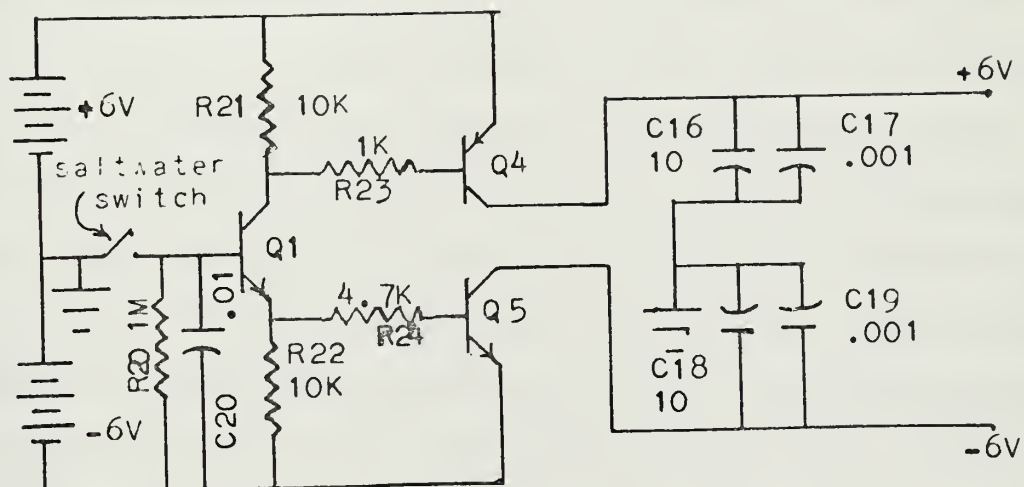 +6V
saltwater
switch
-6V
R20 1M
C20
.01
R21 10K
Q1
R22
10K
1K
R23
4.7K
R24
Q4
Q5
C16
10
C17
.001
C18
10
C19
.001
+6V
-6V